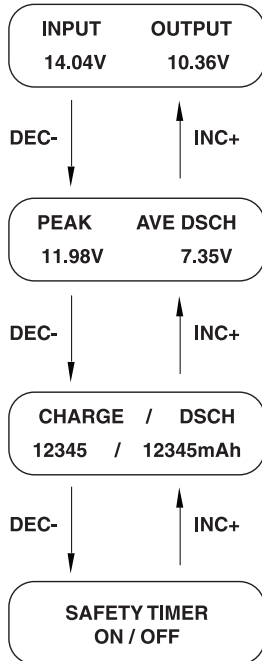 INPUT OUTPUT
14.04V 10.36V
DEC- INC+
PEAK AVE DSCH
11.98V 7.35V
DEC- INC+
CHARGE / DSCH
12345 / 12345mAh
DEC- INC+
SAFETY TIMER
ON / OFF